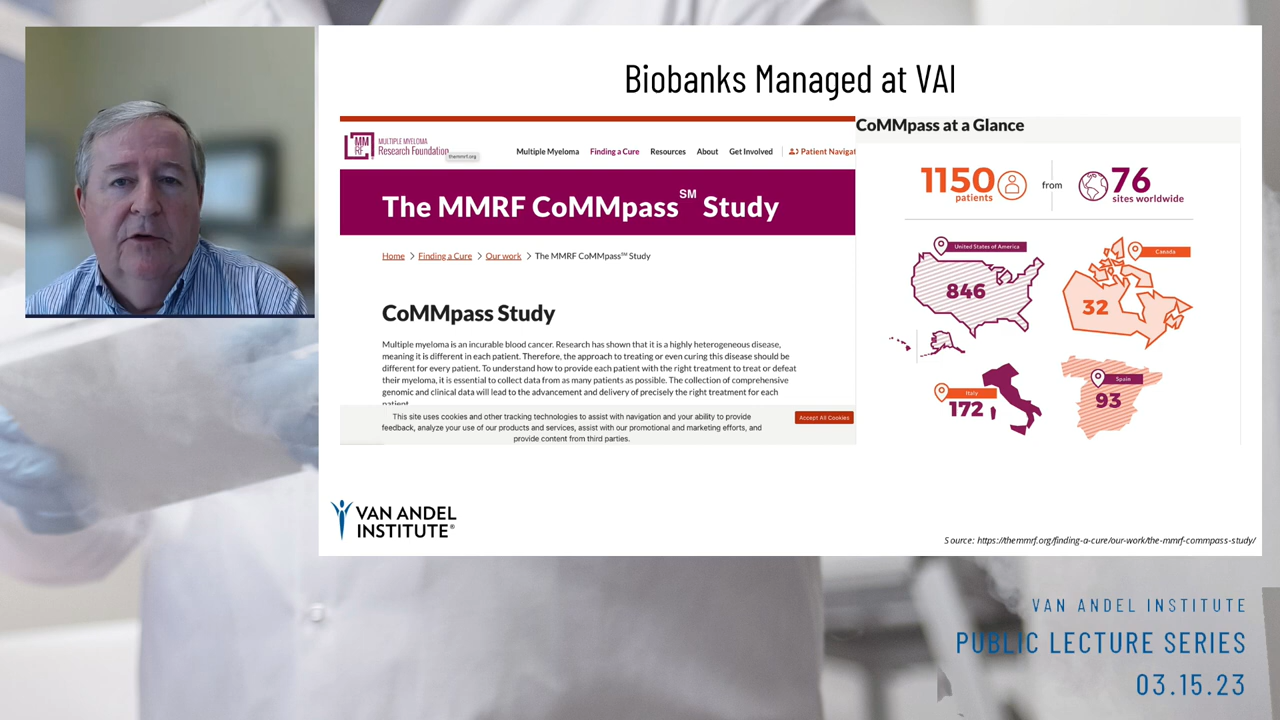 Biobanks Managed at VAI
MM
RF
MULTIPLE MYELOMA
Research Foundation
themmrf.org
Multiple Myeloma
Finding a Cure
Resources
About
Get Involved
Patient Navigat
The MMRF CoMMpass℠ Study
Home > Finding a Cure > Our work > The MMRF CoMMpass℠ Study
CoMMpass Study
Multiple myeloma is an incurable blood cancer. Research has shown that it is a highly heterogeneous disease,
meaning it is different in each patient. Therefore, the approach to treating or even curing this disease should be
different for every patient. To understand how to provide each patient with the right treatment to treat or defeat
their myeloma, it is essential to collect data from as many patients as possible. The collection of comprehensive
genomic and clinical data will lead to the advancement and delivery of precisely the right treatment for each
patient
This site uses cookies and other tracking technologies to assist with navigation and your ability to provide
feedback, analyze your use of our products and services, assist with our promotional and marketing efforts, and
provide content from third parties.
Accept All Cookies
CoMMpass at a Glance
1150
patients
from
76
sites worldwide
United States of America
846
Canada
32
Italy
172
Spain
93
VAN ANDEL
INSTITUTE®
Source: https://themmrf.org/finding-a-cure/our-work/the-mmrf-commpass-study/
VAN ANDEL INSTITUTE
PUBLIC LECTURE SERIES
03.15.23